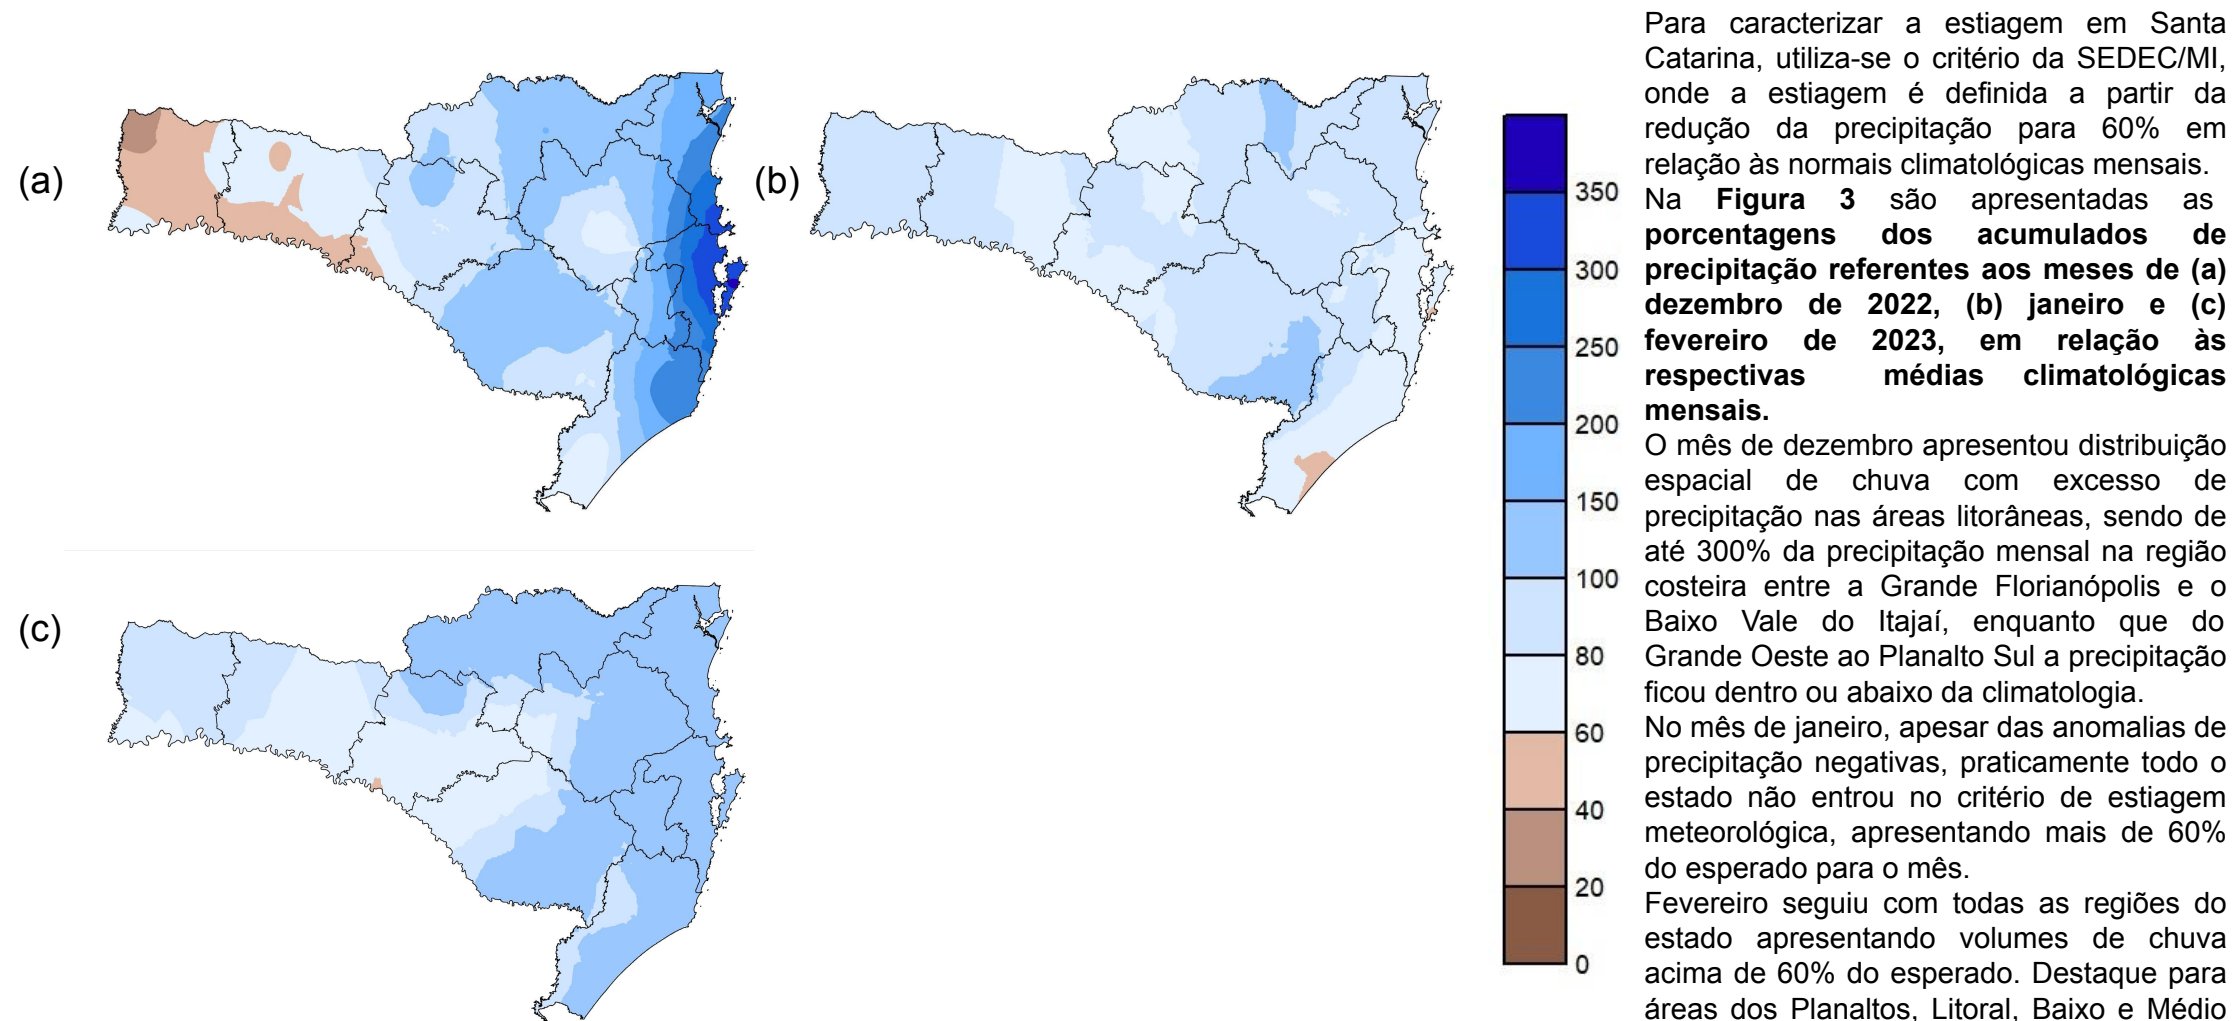 (a)
(b)
(c)
350
300
250
200
150
100
80
60
40
20
0
Para caracterizar a estiagem em Santa
Catarina, utiliza-se o critério da SEDEC/MI,
onde a estiagem é definida a partir da
redução da precipitação para 60% em
relação às normais climatológicas mensais.
Na Figura 3 são apresentadas as
porcentagens dos acumulados de
precipitação referentes aos meses de (a)
dezembro de 2022, (b) janeiro e (c)
fevereiro de 2023, em relação às
respectivas médias climatológicas
mensais.
O mês de dezembro apresentou distribuição
espacial de chuva com excesso de
precipitação nas áreas litorâneas, sendo de
até 300% da precipitação mensal na região
costeira entre a Grande Florianópolis e o
Baixo Vale do Itajaí, enquanto que do
Grande Oeste ao Planalto Sul a precipitação
ficou dentro ou abaixo da climatologia.
No mês de janeiro, apesar das anomalias de
precipitação negativas, praticamente todo o
estado não entrou no critério de estiagem
meteorológica, apresentando mais de 60%
do esperado para o mês.
Fevereiro seguiu com todas as regiões do
estado apresentando volumes de chuva
acima de 60% do esperado. Destaque para
áreas dos Planaltos, Litoral, Baixo e Médio